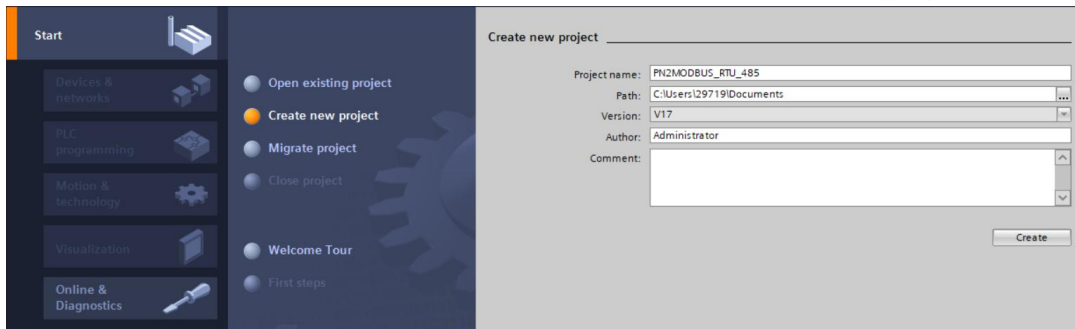 Start
Devices &
networks
PLC
programming
Motion &
technology
Visualization
Online &
Diagnostics
Open existing project
Create new project
Migrate project
Close project
Welcome Tour
First steps
Create new project
Project name: PN2MODBUS_RTU_485
Path: C:\Users\29719\Documents
...
Version: V17
Author: Administrator
Comment:
Create